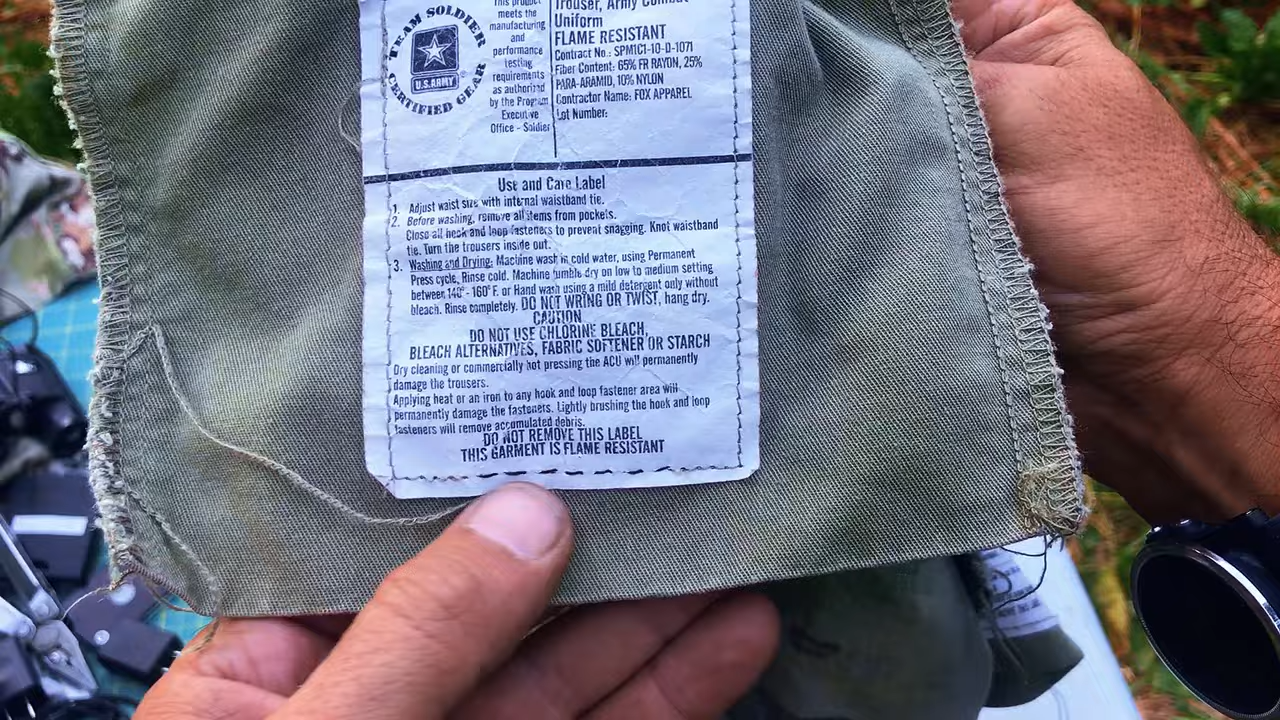 TEAM SOLDIER
U.S. ARMY
®
CERTIFIED GEAR
This product
meets the
manufacturing
and
performance
testing
requirements
as authorized
by the Program
Executive
Office - Soldier
Trouser, Army Combat
Uniform
FLAME RESISTANT
Contract No.: SPM1C1-10-D-1071
Fiber Content: 65% FR RAYON, 25%
PARA-ARAMID, 10% NYLON
Contractor Name: FOX APPAREL
Lot Number:
Use and Care Label
1. Adjust waist size with internal waistband tie.
2. Before washing, remove all items from pockets.
Close all hook and loop fasteners to prevent snagging. Knot waistband
tie. Turn the trousers inside out.
3. Washing and Drying: Machine wash in cold water, using Permanent
Press cycle, Rinse cold. Machine tumble dry on low to medium setting
between 140° - 160° F. or Hand wash using a mild detergent only without
bleach. Rinse completely. DO NOT WRING OR TWIST, hang dry.
CAUTION
DO NOT USE CHLORINE BLEACH,
BLEACH ALTERNATIVES, FABRIC SOFTENER OR STARCH
Dry cleaning or commercially hot pressing the ACU will permanently
damage the trousers.
Applying heat or an iron to any hook and loop fastener area will
permanently damage the fasteners. Lightly brushing the hook and loop
fasteners will remove accumulated debris.
DO NOT REMOVE THIS LABEL
THIS GARMENT IS FLAME RESISTANT